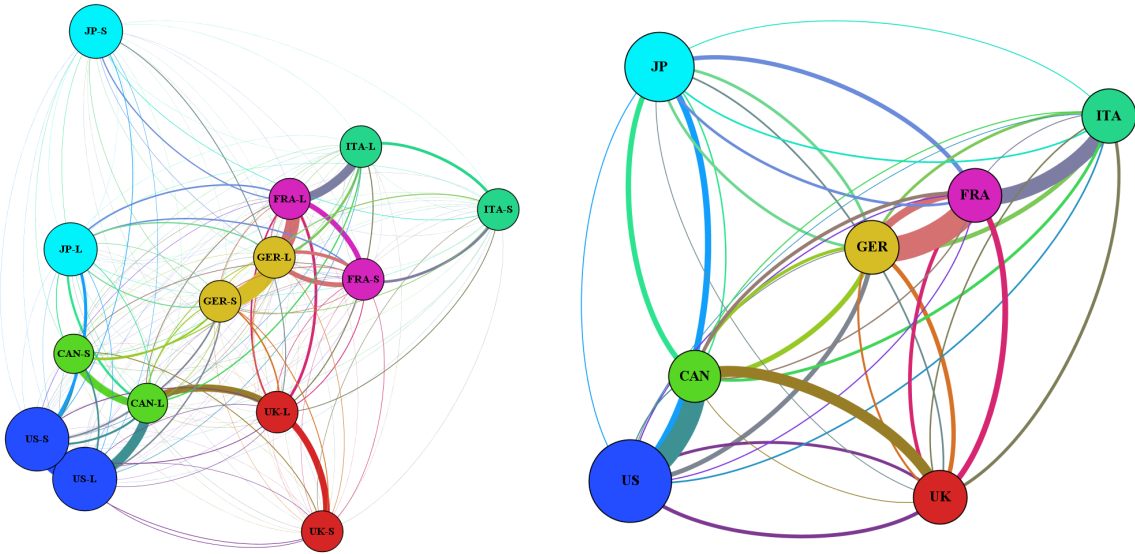 JP-S
ITA-L
FRA-L
ITA-S
JP-L
GER-L
FRA-S
GER-S
CAN-S
CAN-L
UK-L
US-S
US-L
UK-S
JP
ITA
FRA
GER
CAN
US
UK